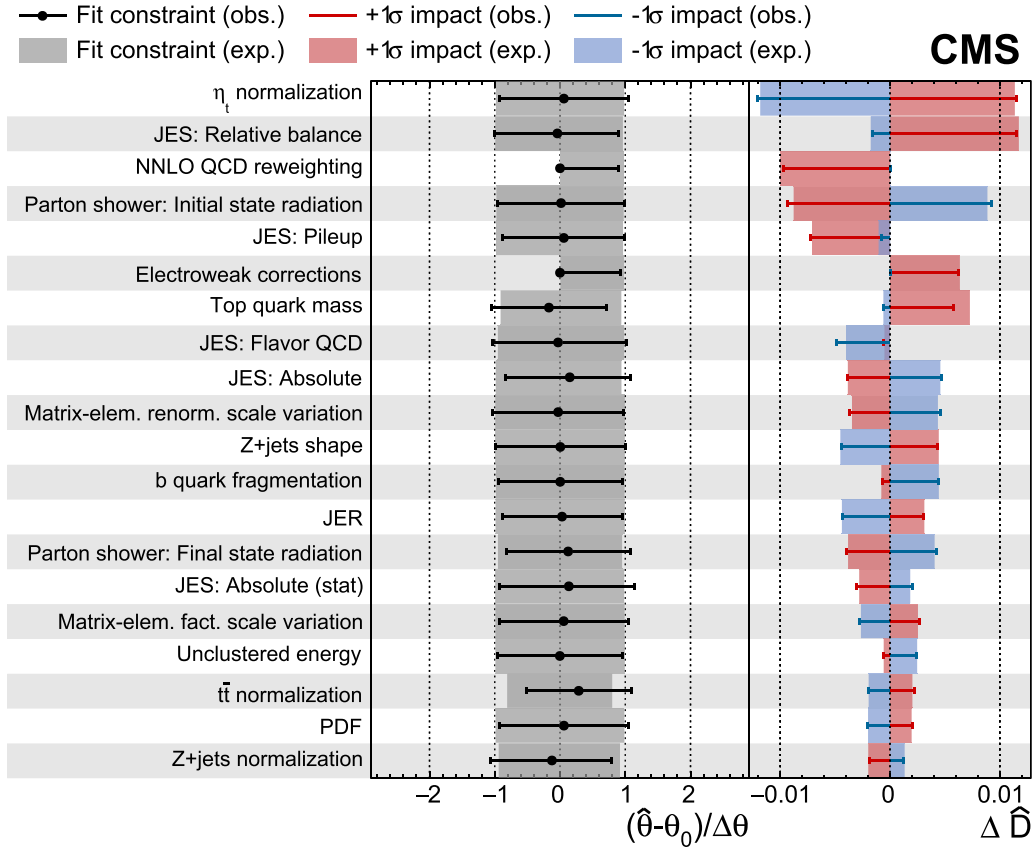 Fit constraint (obs.) +1σ impact (obs.) -1σ impact (obs.)
Fit constraint (exp.) +1σ impact (exp.) -1σ impact (exp.)
CMS
η_t normalization
JES: Relative balance
NNLO QCD reweighting
Parton shower: Initial state radiation
JES: Pileup
Electroweak corrections
Top quark mass
JES: Flavor QCD
JES: Absolute
Matrix-elem. renorm. scale variation
Z+jets shape
b quark fragmentation
JER
Parton shower: Final state radiation
JES: Absolute (stat)
Matrix-elem. fact. scale variation
Unclustered energy
tt̄ normalization
PDF
Z+jets normalization
−2 −1 0 1 2 −0.01 0 0.01
(θ̂-θ₀)/Δθ Δ D̂